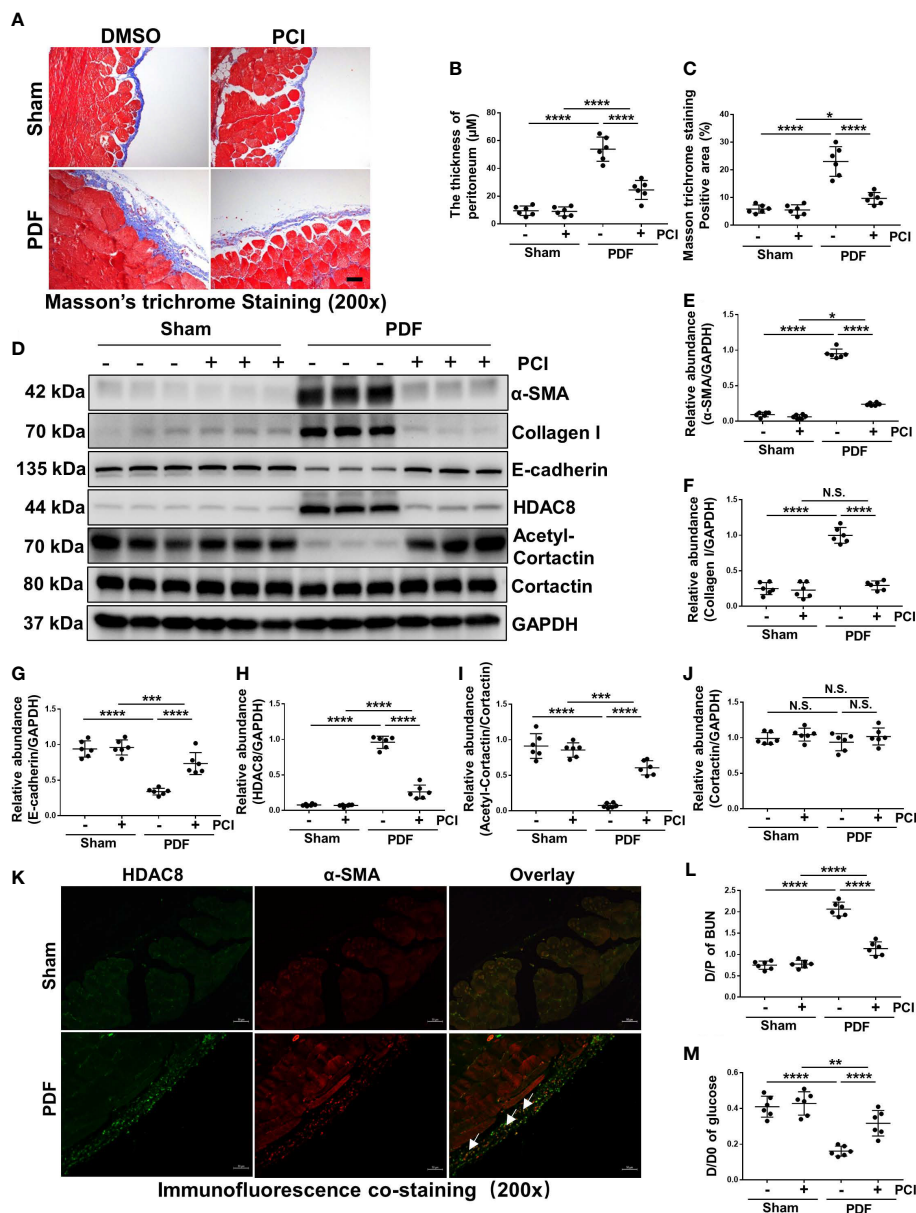 A
DMSO
PCI
Sham
PDF
Masson's trichrome Staining (200x)
B
The thickness of
peritoneum (μM)
80
60
40
20
0
****
****
****
-
+
-
+
Sham
PDF
C
Masson trichrome staining
Positive area (%)
40
30
20
10
0
*
****
****
-
+
-
+
PCI
Sham
PDF
D
Sham
PDF
- - - + + + - - - + + + PCI
42 kDa
α-SMA
70 kDa
Collagen I
135 kDa
E-cadherin
44 kDa
HDAC8
70 kDa
Acetyl-
Cortactin
80 kDa
Cortactin
37 kDa
GAPDH
E
Relative abundance
(α-SMA/GAPDH)
1.5
1.0
0.5
0.0
*
****
****
-
+
-
+
PCI
Sham
PDF
F
Relative abundance
(Collagen I/GAPDH)
1.5
1.0
0.5
0.0
N.S.
****
****
-
+
-
+
PCI
Sham
PDF
G
Relative abundance
(E-cadherin/GAPDH)
1.5
1.0
0.5
0.0
***
****
****
-
+
-
+
PCI
Sham
PDF
H
Relative abundance
(HDAC8/GAPDH)
1.5
1.0
0.5
0.0
****
****
****
-
+
-
+
PCI
Sham
PDF
I
Relative abundance
(Acetyl-Cortactin/Cortactin)
1.5
1.0
0.5
0.0
***
****
****
-
+
-
+
PCI
Sham
PDF
J
Relative abundance
(Cortactin/GAPDH)
1.5
1.0
0.5
0.0
N.S.
N.S.
N.S.
-
+
-
+
PCI
Sham
PDF
K
HDAC8
α-SMA
Overlay
Sham
PDF
Immunofluorescence co-staining (200x)
L
D/P of BUN
2.5
2.0
1.5
1.0
0.5
0.0
****
****
****
-
+
-
+
PCI
Sham
PDF
M
D/D0 of glucose
0.6
0.4
0.2
0.0
**
****
****
-
+
-
+
PCI
Sham
PDF